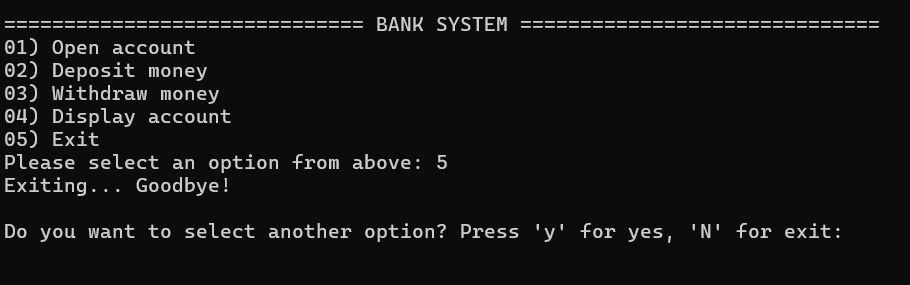 ============================== BANK SYSTEM ==============================
01) Open account
02) Deposit money
03) Withdraw money
04) Display account
05) Exit
Please select an option from above: 5
Exiting... Goodbye!
Do you want to select another option? Press 'y' for yes, 'N' for exit: